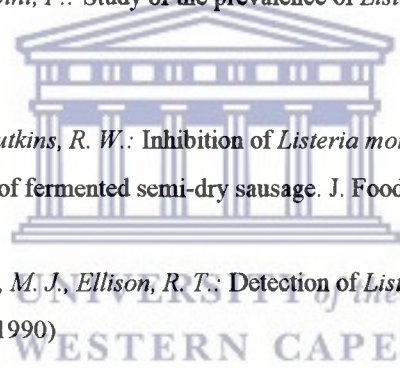 Study of the prevalence of Liste
utkins, R. W.: Inhibition of Listeria mon
of fermented semi-dry sausage. J. Food
, M. J., Ellison, R. T.: Detection of List
UNIVERSITY of the
1990)
WESTERN CAPE